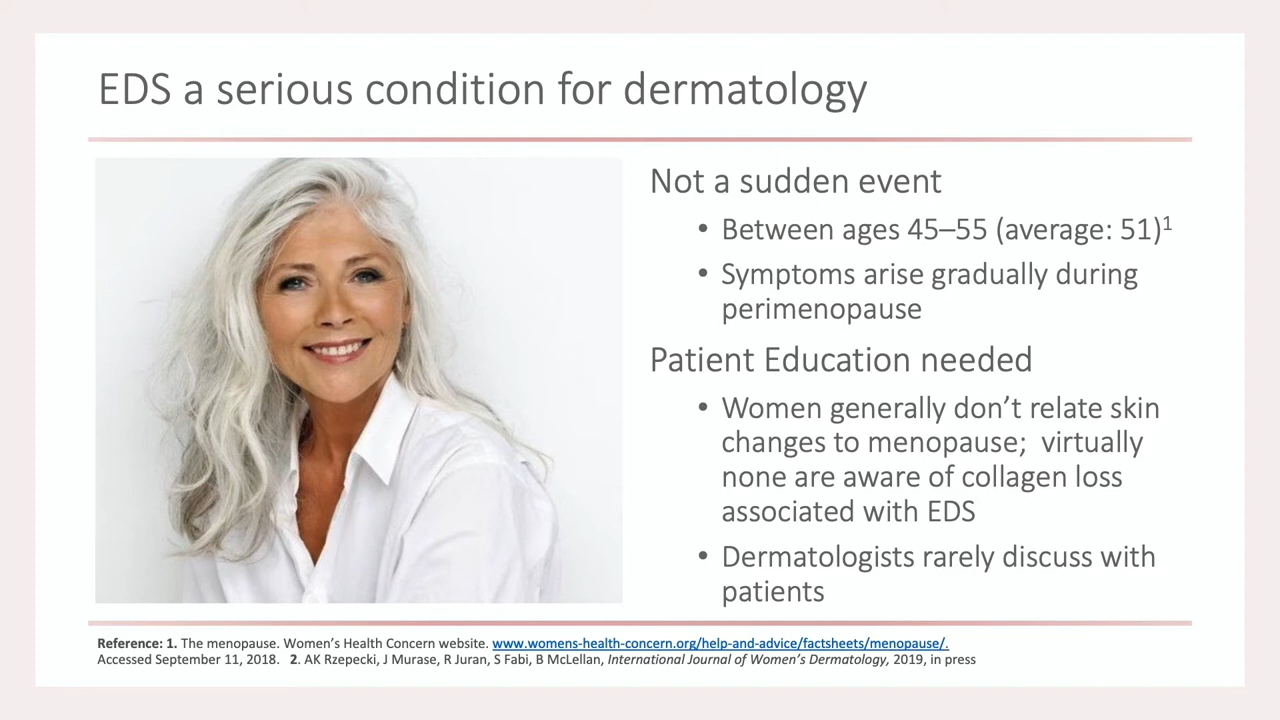 EDS a serious condition for dermatology
Not a sudden event
• Between ages 45–55 (average: 51)1
• Symptoms arise gradually during
perimenopause
Patient Education needed
• Women generally don’t relate skin
changes to menopause;  virtually
none are aware of collagen loss
associated with EDS
• Dermatologists rarely discuss with
patients
Reference: 1. The menopause. Women’s Health Concern website. www.womens-health-concern.org/help-and-advice/factsheets/menopause/.
Accessed September 11, 2018.  2. AK Rzepecki, J Murase, R Juran, S Fabi, B McLellan, International Journal of Women’s Dermatology, 2019, in press